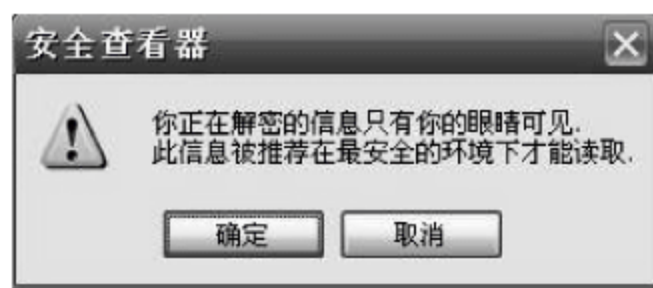 安全查看器
你正在解密的信息只有你的眼睛可见.
此信息被推荐在最安全的环境下才能读取.
确定
取消